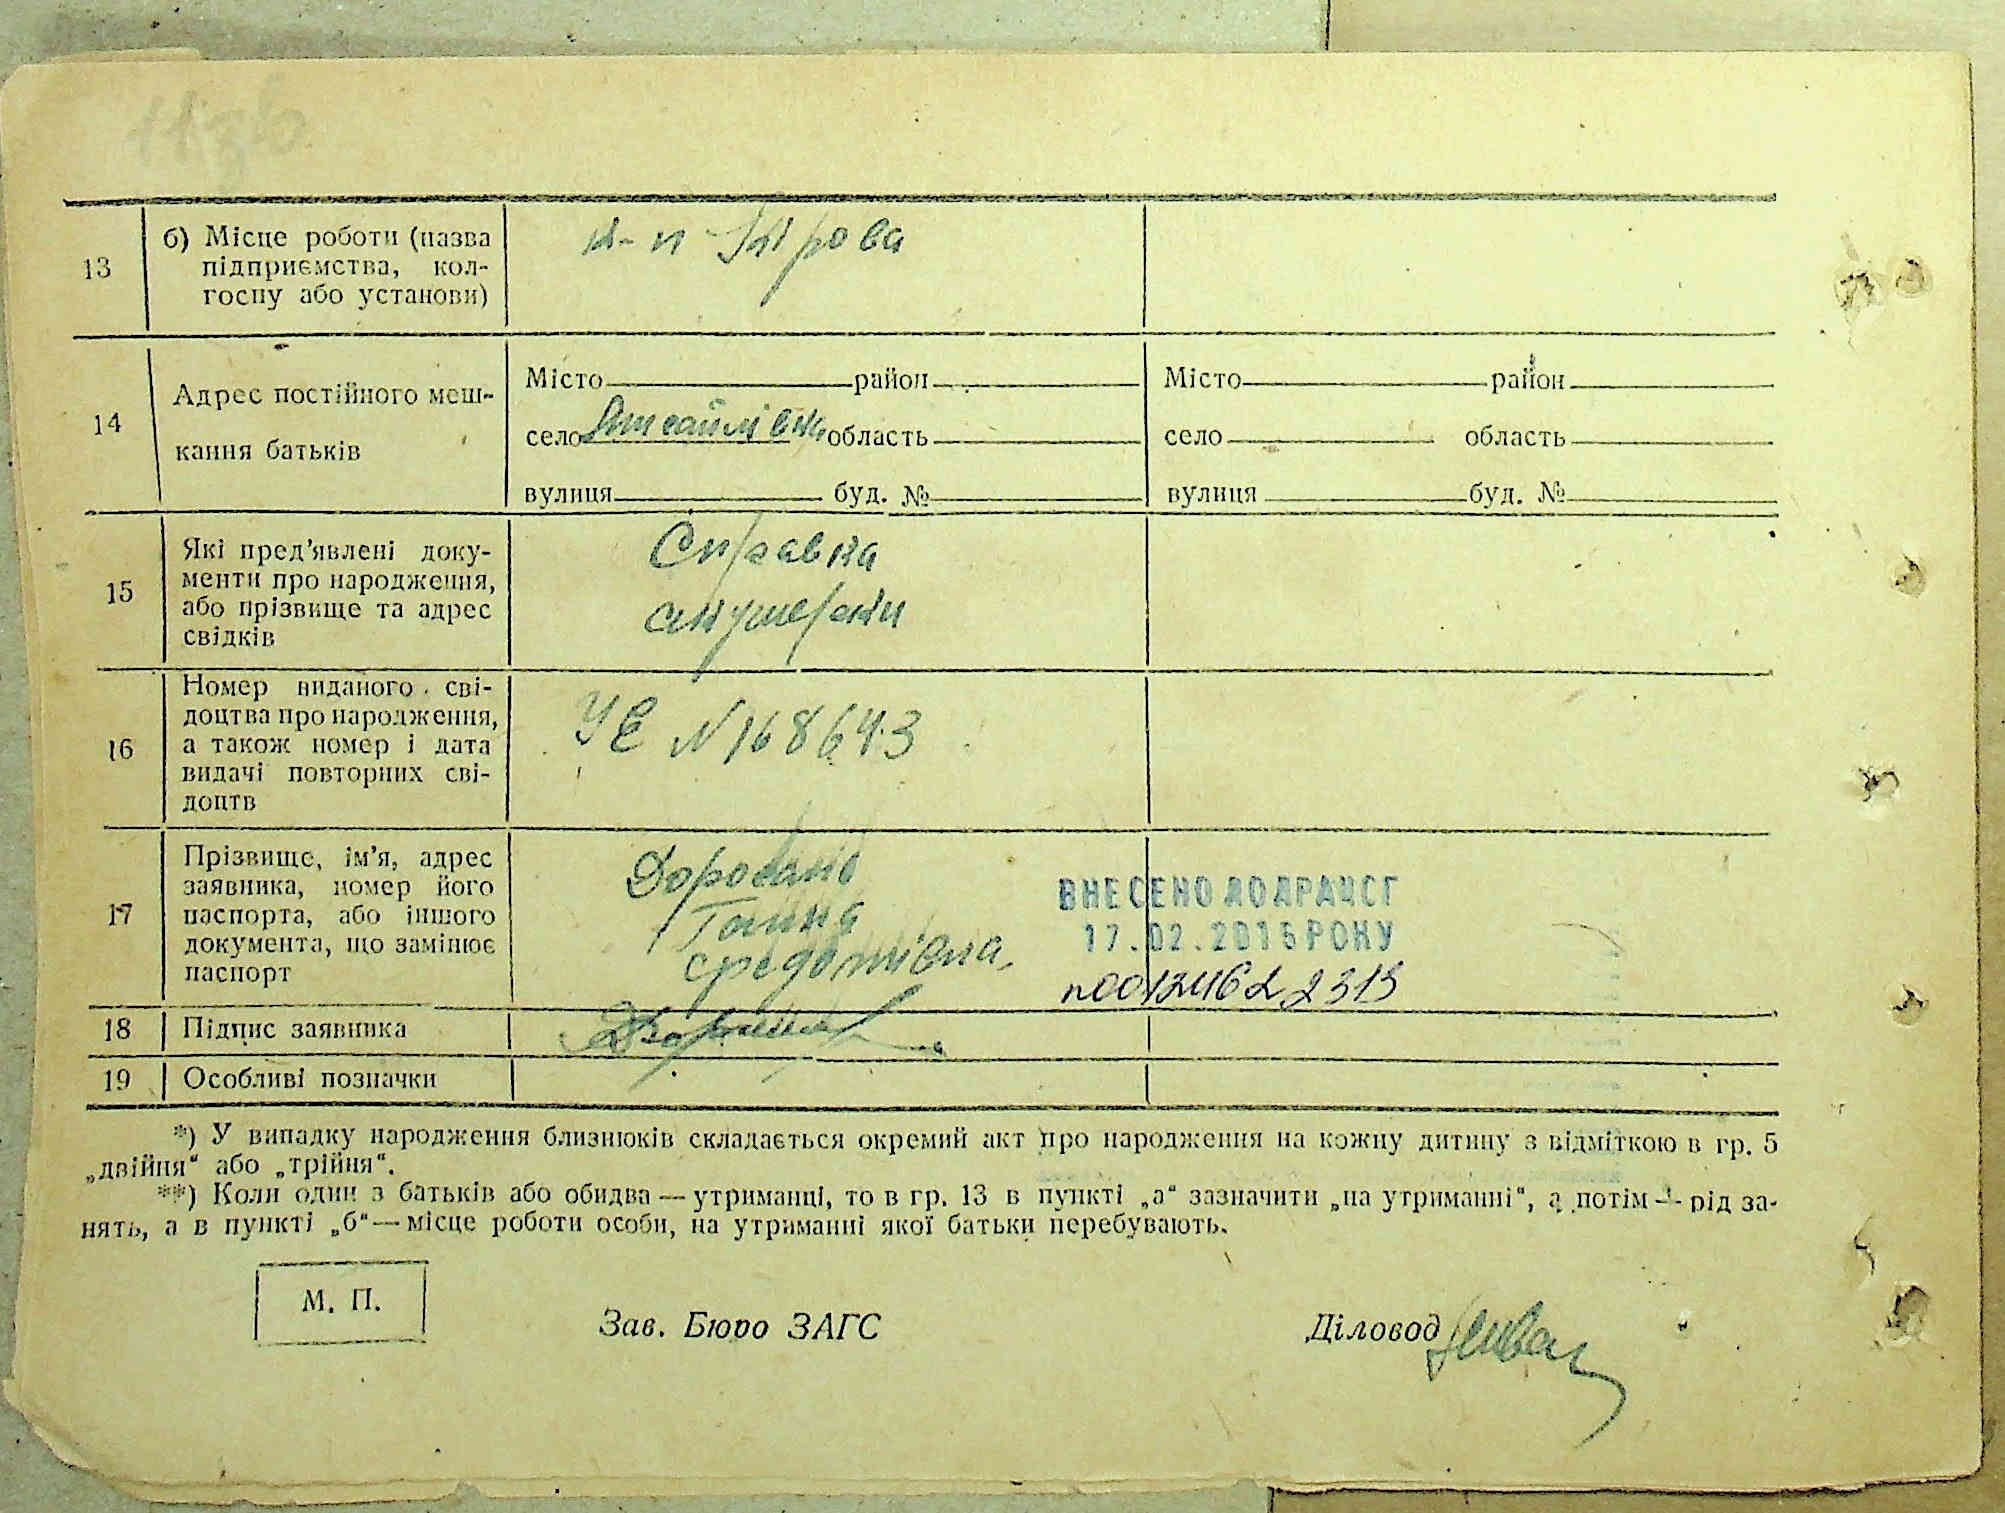 13
б) Місце роботи (назва
підприємства, кол-
госпу або установи)
к-п Кірова
14
Адрес постійного меш-
кання батьків
Місто район
село область
вулиця буд. №
Місто район
село область
вулиця буд. №
15
Які пред'явлені доку-
менти про народження,
або прізвище та адрес
свідків
Справка
акушерки
16
Номер виданого сві-
доцтва про народження,
а також номер і дата
видачі повторних сві-
доцтв
УЕ N 168643
17
Прізвище, ім'я, адрес
заявника, номер його
паспорта, або іншого
документа, що замінює
паспорт
Ганна
ВНЕСЕНО ДО ДРАЦСГ
17.02.2015 РОКУ
n00124622313
18
Підпис заявника
19
Особливі позначки
*) У випадку народження близнюків складається окремий акт про народження на кожну дитину з відміткою в гр. 5
„двійня“ або „трійня“.
**) Коли один з батьків або обидва — утриманці, то в гр. 13 в пункті „а“ зазначити „на утриманні“, а потім — рід за-
нять, а в пункті „б“ — місце роботи особи, на утриманні якої батьки перебувають.
М. П.
Зав. Бюро ЗАГС
Діловод